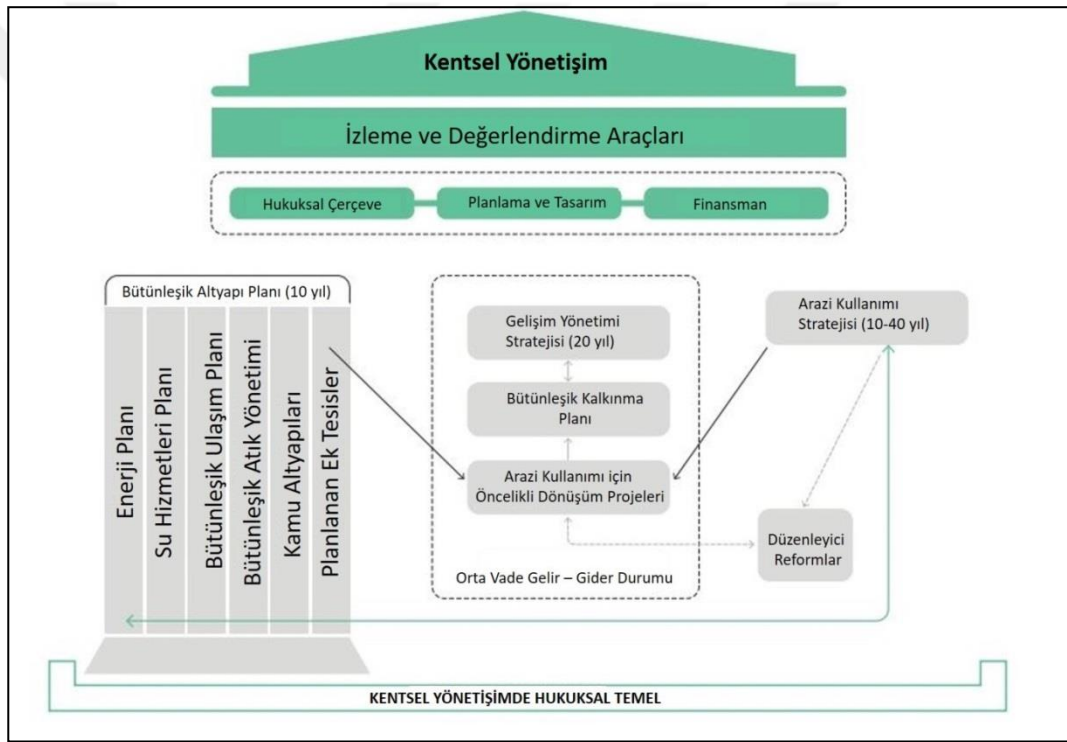 Kentsel Yönetişim
İzleme ve Değerlendirme Araçları
Hukuksal Çerçeve
Planlama ve Tasarım
Finansman
Bütünleşik Altyapı Planı (10 yıl)
Enerji Planı
Su Hizmetleri Planı
Bütünleşik Ulaşım Planı
Bütünleşik Atık Yönetimi
Kamu Altyapıları
Planlanan Ek Tesisler
Gelişim Yönetimi
Stratejisi (20 yıl)
Bütünleşik Kalkınma
Planı
Arazi Kullanımı için
Öncelikli Dönüşüm Projeleri
Orta Vade Gelir – Gider Durumu
Arazi Kullanımı
Stratejisi (10-40 yıl)
Düzenleyici
Reformlar
KENTSEL YÖNETİŞİMDE HUKUKSAL TEMEL